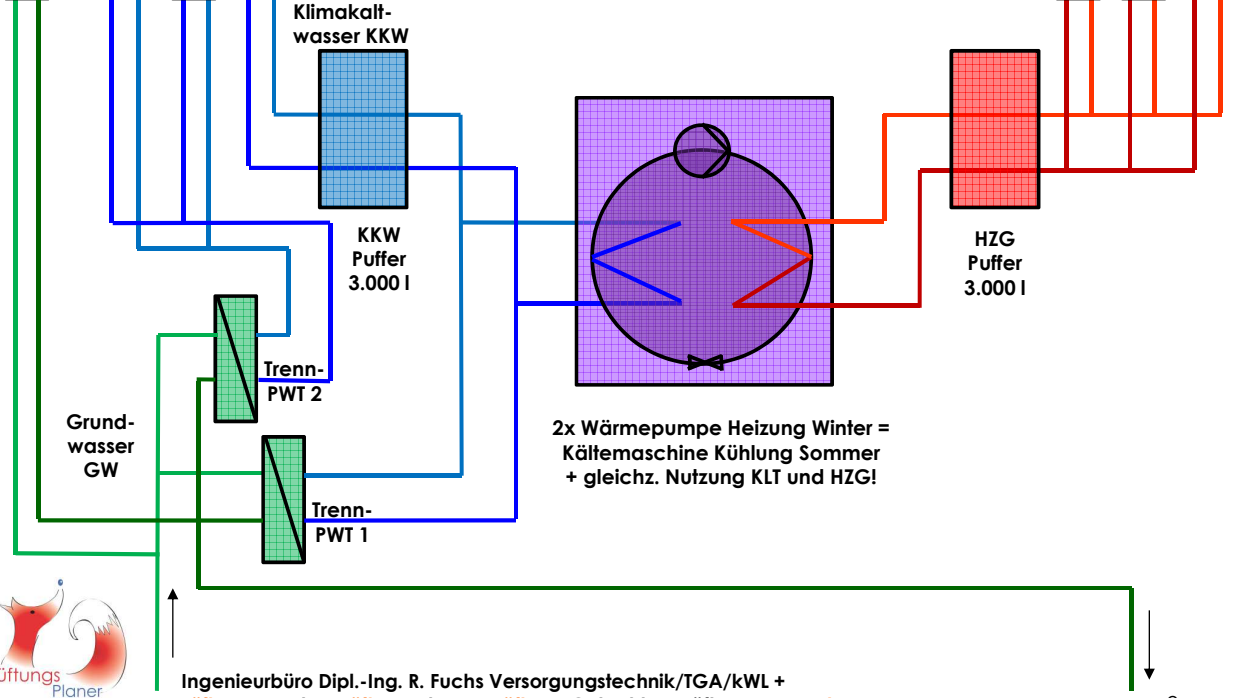 Klimakalt-
wasser KKW
KKW
Puffer
3.000 l
HZG
Puffer
3.000 l
Trenn-
PWT 2
Grund-
wasser
GW
2x Wärmepumpe Heizung Winter =
Kältemaschine Kühlung Sommer
+ gleichz. Nutzung KLT und HZG!
Trenn-
PWT 1
üftungs
Planer
Ingenieurbüro Dipl.-Ing. R. Fuchs Versorgungstechnik/TGA/kWL +